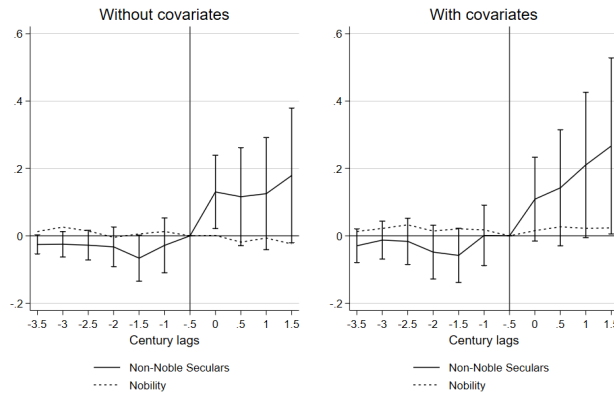 Without covariates
.6
.4
.2
0
-.2
-3.5 -3 -2.5 -2 -1.5 -1 -.5 0 .5 1 1.5
Century lags
Non-Noble Seculars
Nobility
With covariates
.6
.4
.2
0
-.2
-3.5 -3 -2.5 -2 -1.5 -1 -.5 0 .5 1 1.5
Century lags
Non-Noble Seculars
Nobility